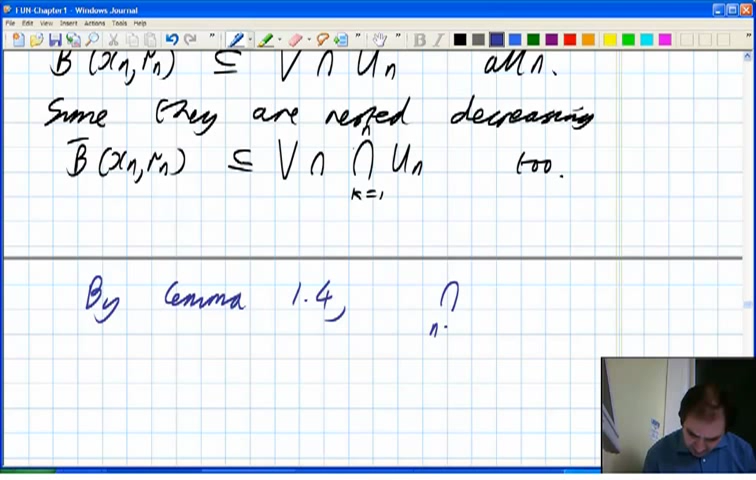 FUN-Chapter1 - Windows Journal
File Edit View Insert Actions Tools Help
B I
B (xn, rn) ⊆ V ∩ Un all n.
Since they are nested decreasing
n
B̄ (xn, rn) ⊆ V ∩ ⋂ Un too.
k=1
By Lemma 1.4, ⋂
n.